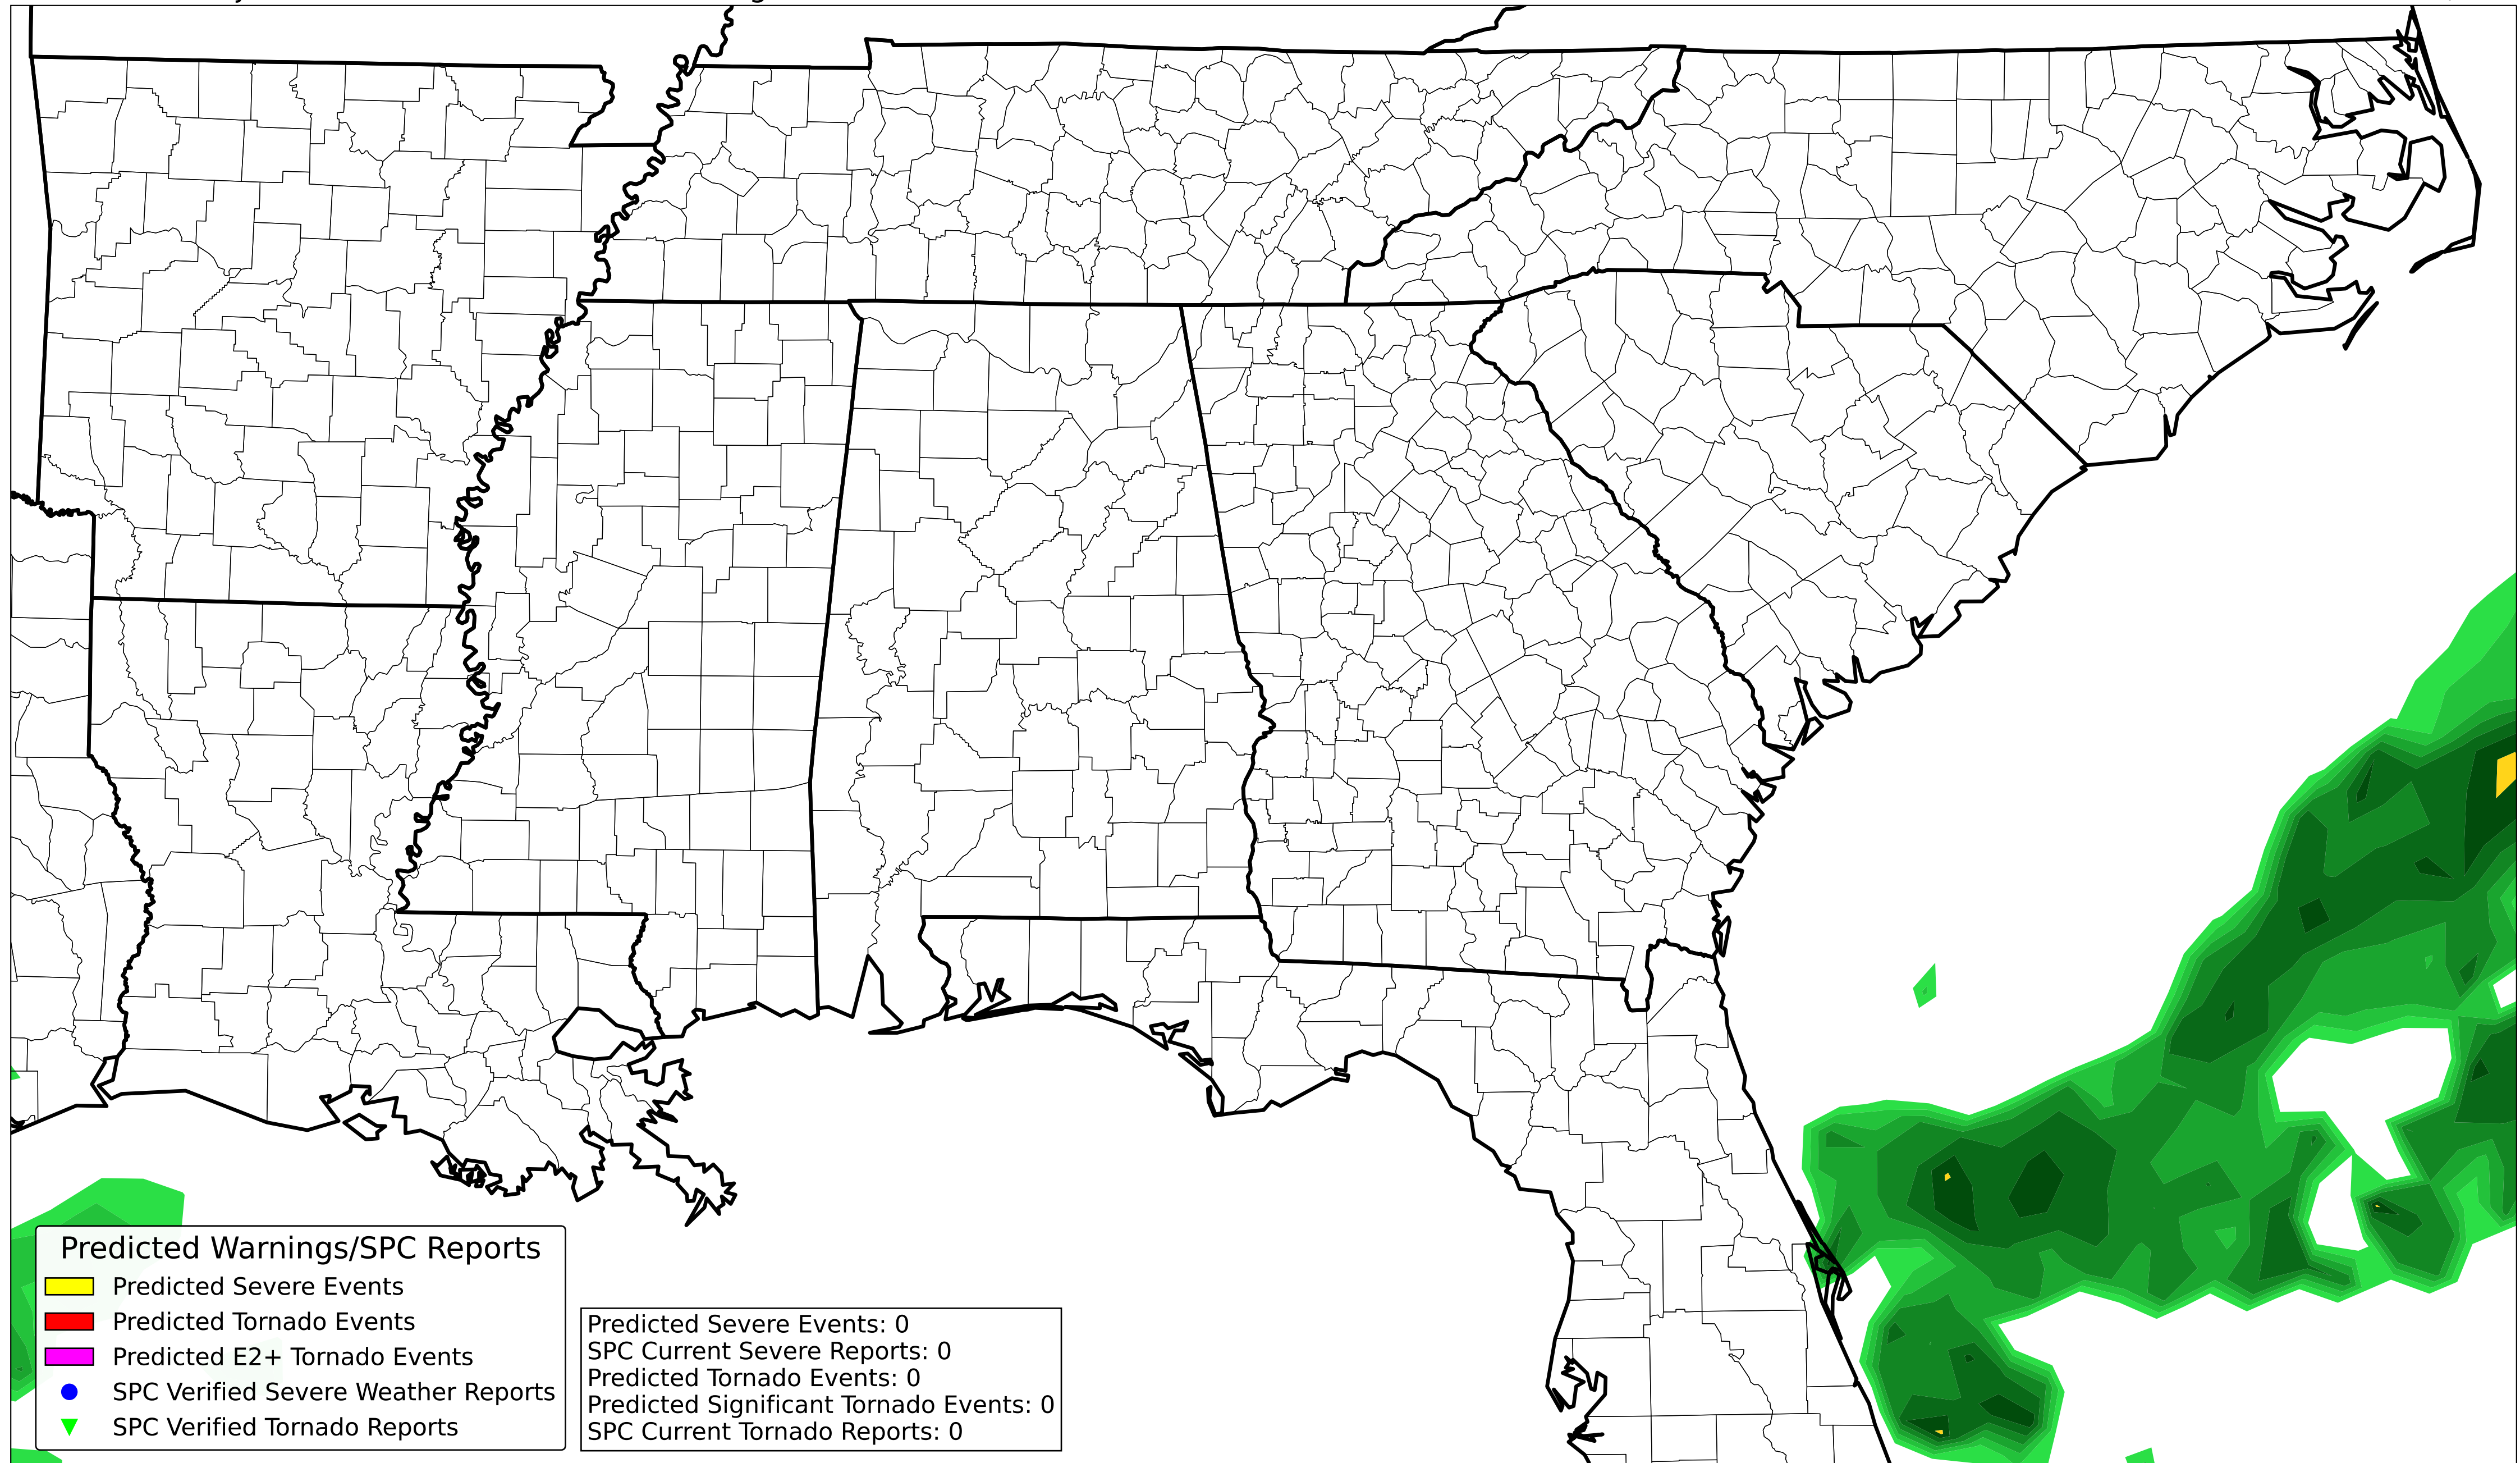 Predicted Warnings/SPC Reports
Predicted Severe Events
Predicted Tornado Events
Predicted E2+ Tornado Events
SPC Verified Severe Weather Reports
SPC Verified Tornado Reports
Predicted Severe Events: 0
SPC Current Severe Reports: 0
Predicted Tornado Events: 0
Predicted Significant Tornado Events: 0
SPC Current Tornado Reports: 0